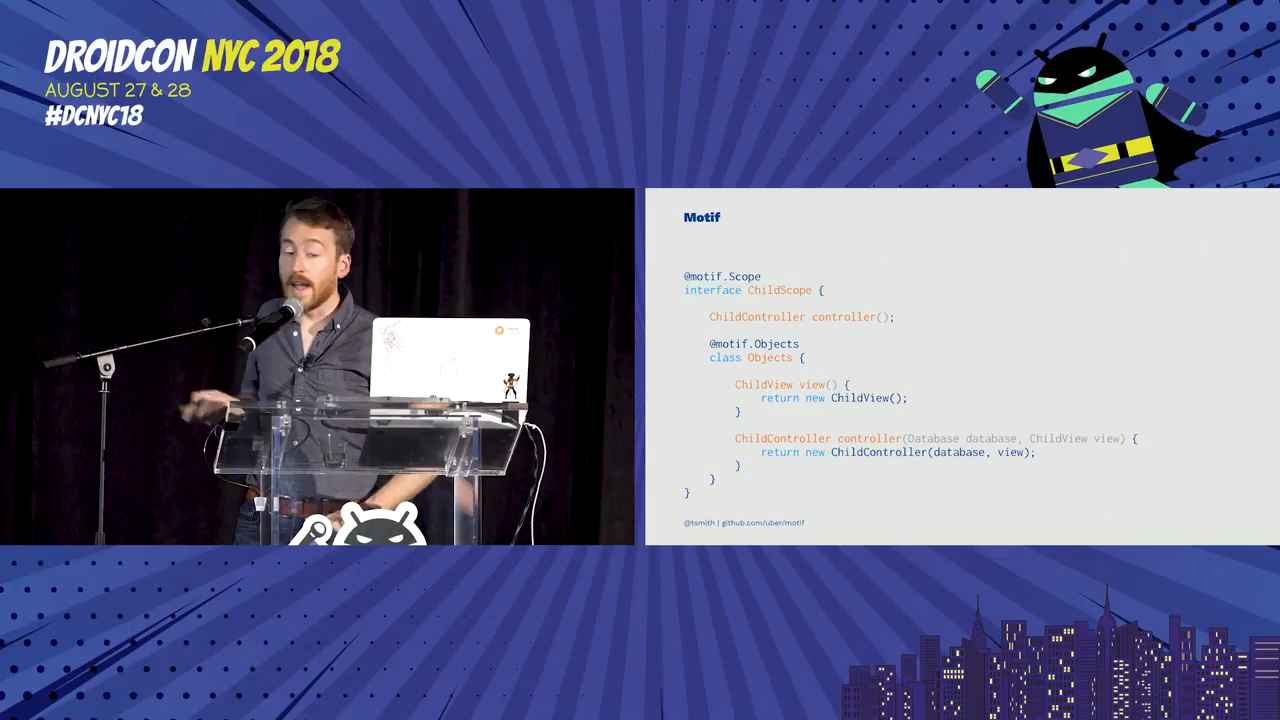 DROIDCON NYC 2018
AUGUST 27 & 28
#DCNYC18
Motif
@motif.Scope
interface ChildScope {
ChildController controller();
@motif.Objects
class Objects {
ChildView view() {
return new ChildView();
}
ChildController controller(Database database, ChildView view) {
return new ChildController(database, view);
}
}
}
@tsmith | github.com/uber/motif